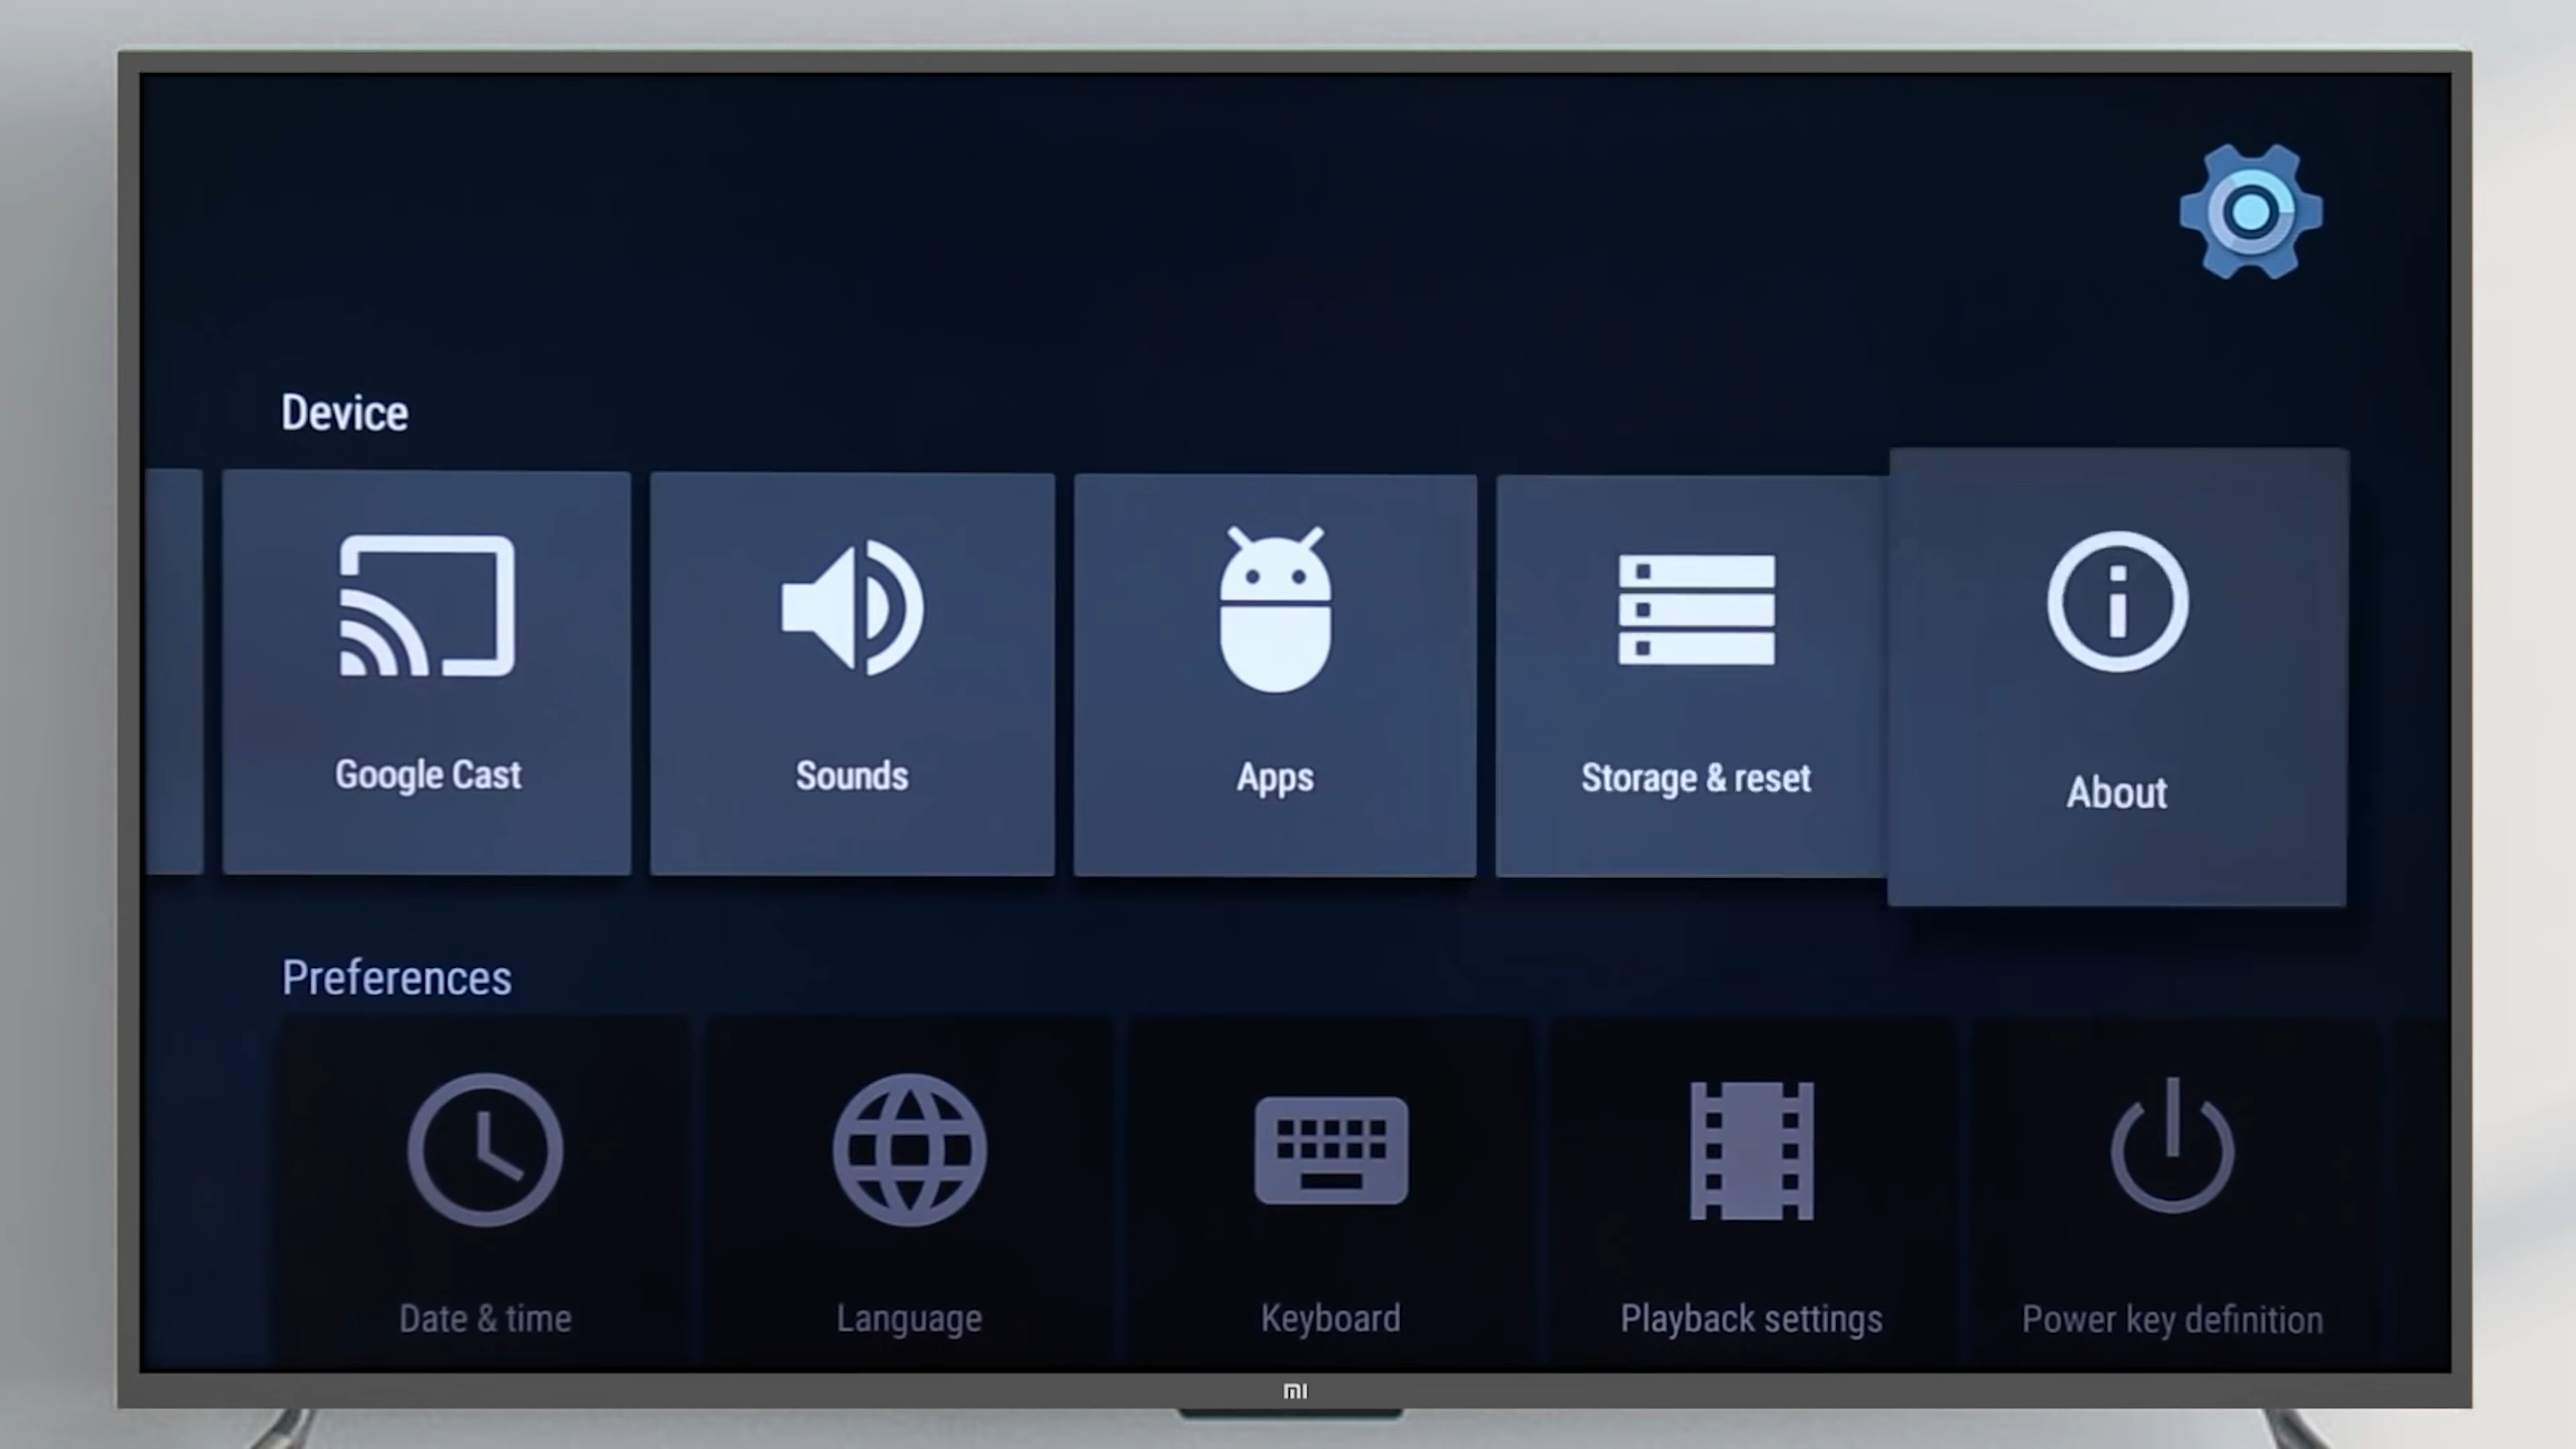 Device
Google Cast
Sounds
Apps
Storage & reset
About
Preferences
Date & time
Language
Keyboard
Playback settings
Power key definition
mi